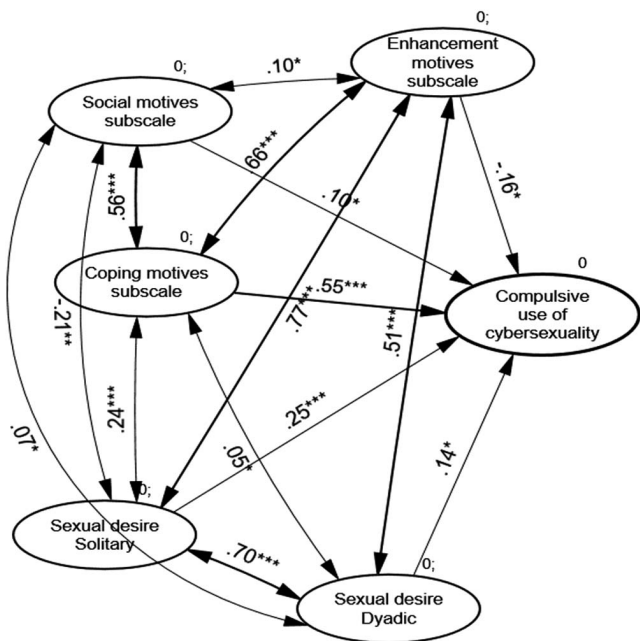 0;
Enhancement
motives
subscale
0;
.10*
Social motives
subscale
.66***
.56***
.10*
-.16*
0;
Coping motives
subscale
.55***
0
Compulsive
use of
cybersexuality
-.21**
.77***
.51***
.24***
.25***
.07*
.05*
.14*
0;
Sexual desire
Solitary
.70***
0;
Sexual desire
Dyadic